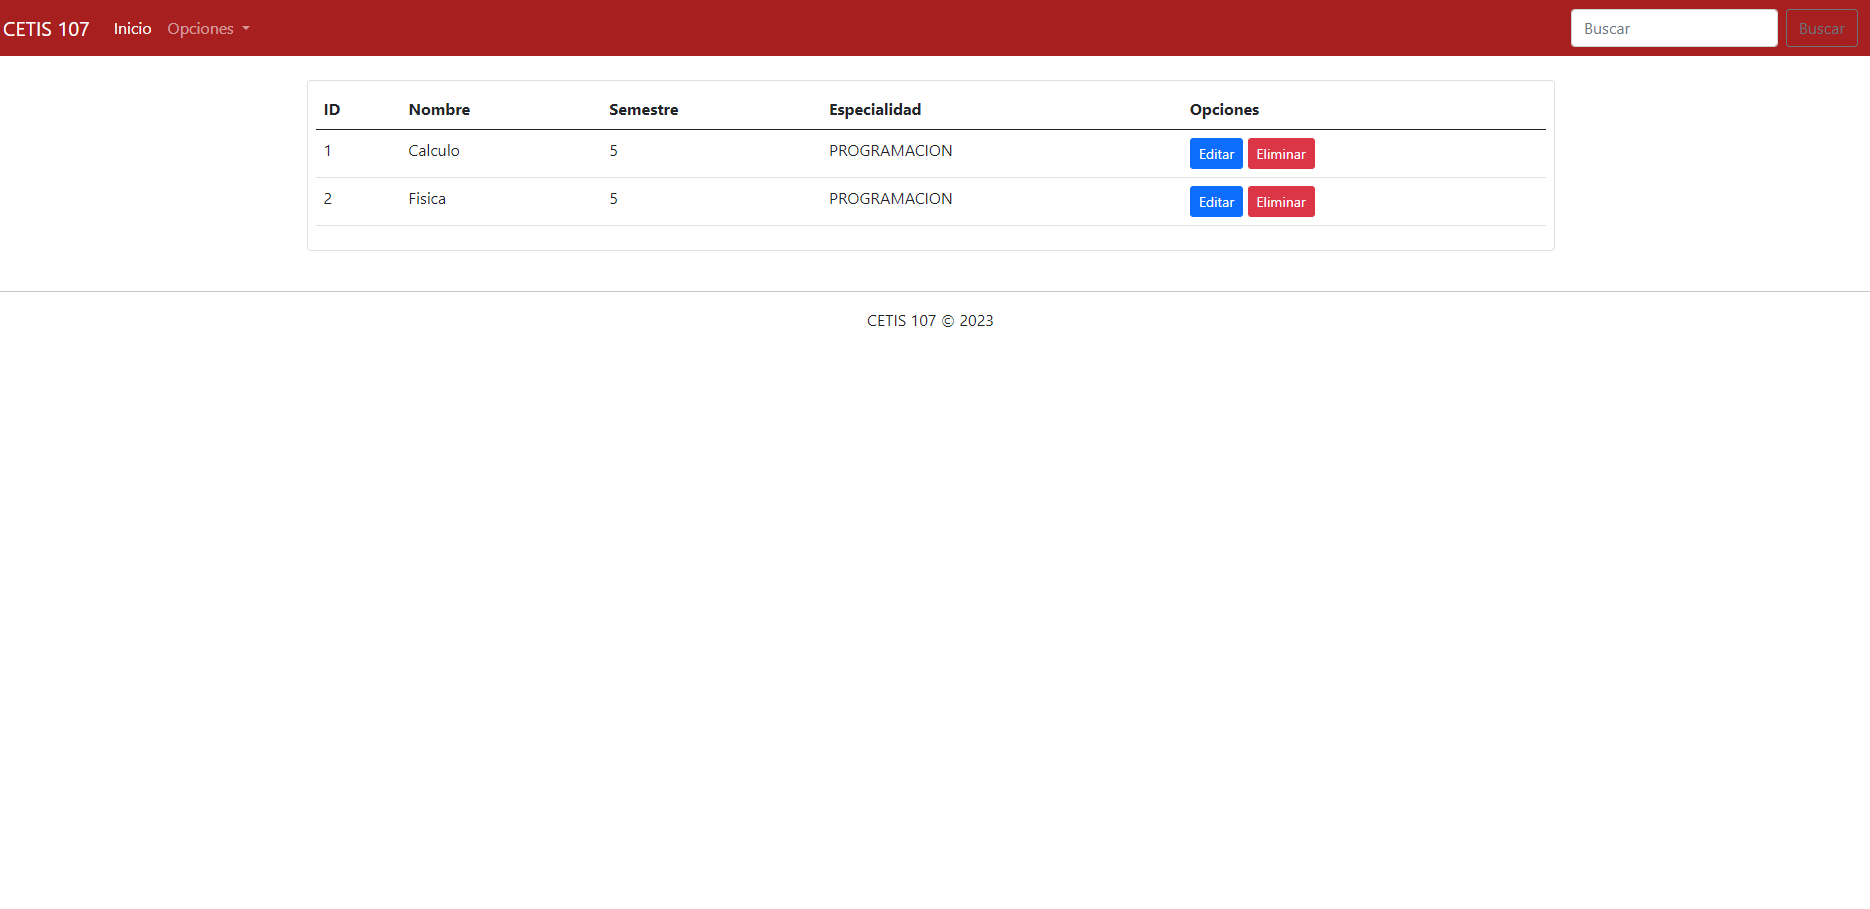 CETIS 107 Inicio Opciones Buscar Buscar
ID Nombre Semestre Especialidad Opciones
1 Calculo 5 PROGRAMACION Editar Eliminar
2 Fisica 5 PROGRAMACION Editar Eliminar
CETIS 107 © 2023